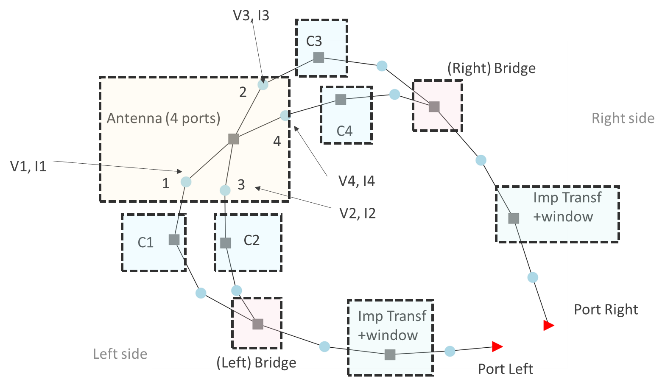 V3, I3
C3
(Right) Bridge
2
Antenna (4 ports)
Right side
4
C4
V1, I1
1
3
V4, I4
V2, I2
Imp Transf
+window
C1
C2
Port Right
Imp Transf
+window
Left side
(Left) Bridge
Port Left